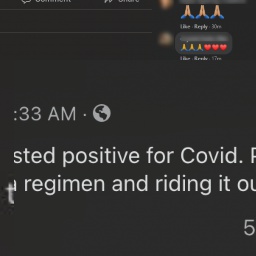 Comment Share
Like · Reply · 30m
Like · Reply · 17m
:33 AM ·
sted positive for Covid. P
regimen and riding it ou
5